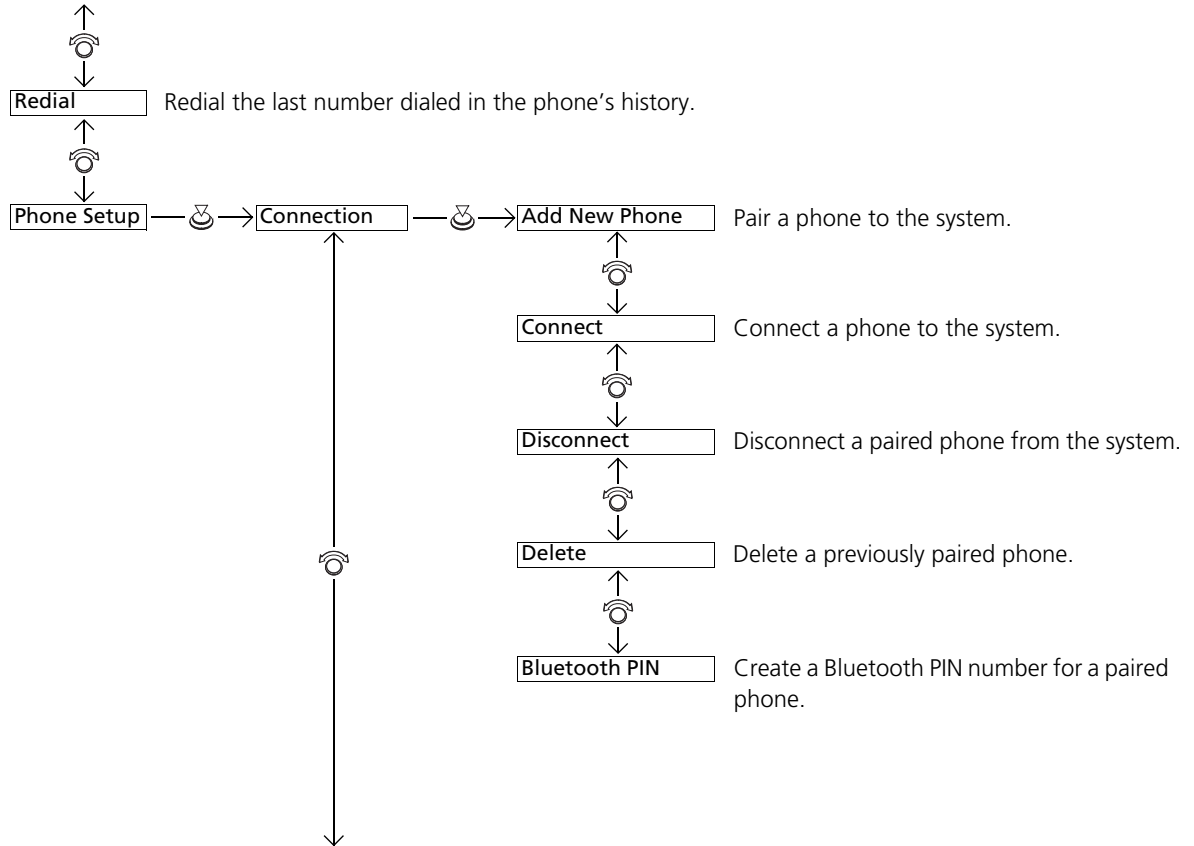 Redial
Redial the last number dialed in the phone’s history.
Phone Setup
Connection
Add New Phone
Pair a phone to the system.
Connect
Connect a phone to the system.
Disconnect
Disconnect a paired phone from the system.
Delete
Delete a previously paired phone.
Bluetooth PIN
Create a Bluetooth PIN number for a paired
phone.